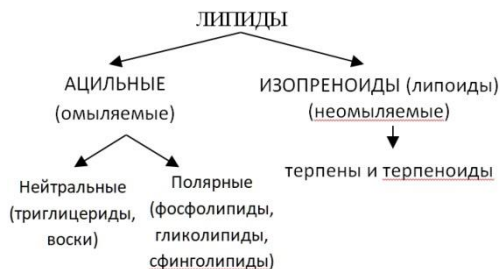 ЛИПИДЫ
АЦИЛЬНЫЕ
(омыляемые)
ИЗОПРЕНОИДЫ (липоиды)
(неомыляемые)
терпены и терпеноиды
Нейтральные
(триглицериды,
воски)
Полярные
(фосфолипиды,
гликолипиды,
сфинголипиды)